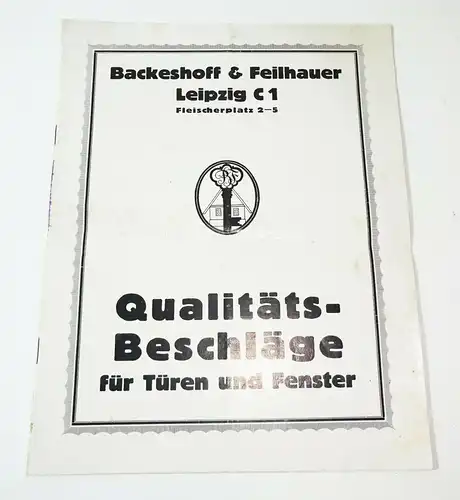 Backeshoff & Feilhauer
Leipzig C 1
Fleischerplatz 2-5
Qualitäts-
Beschläge
für Türen und Fenster